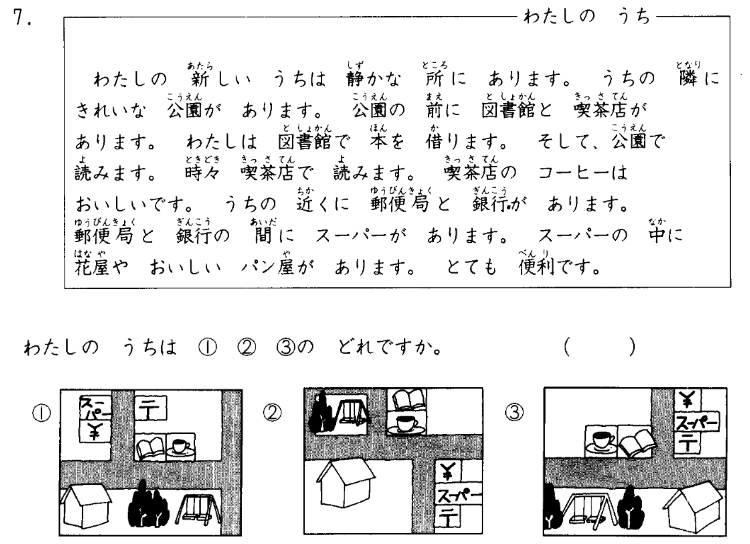 7.
わたしの うち
わたしの 新しい うちは 静かな 所に あります。 うちの 隣に
きれいな 公園が あります。 公園の 前に 図書館と 喫茶店が
あります。 わたしは 図書館で 本を 借ります。 そして、公園で
読みます。 時々 喫茶店で 読みます。 喫茶店の コーヒーは
おいしいです。 うちの 近くに 郵便局と 銀行が あります。
郵便局と 銀行の 間に スーパーが あります。 スーパーの 中に
花屋や おいしい パン屋が あります。 とても 便利です。
わたしの うちは ① ② ③の どれですか。 ( )
① ② ③
スーパー
¥
〒
¥
スーパー
〒
¥
スーパー
〒